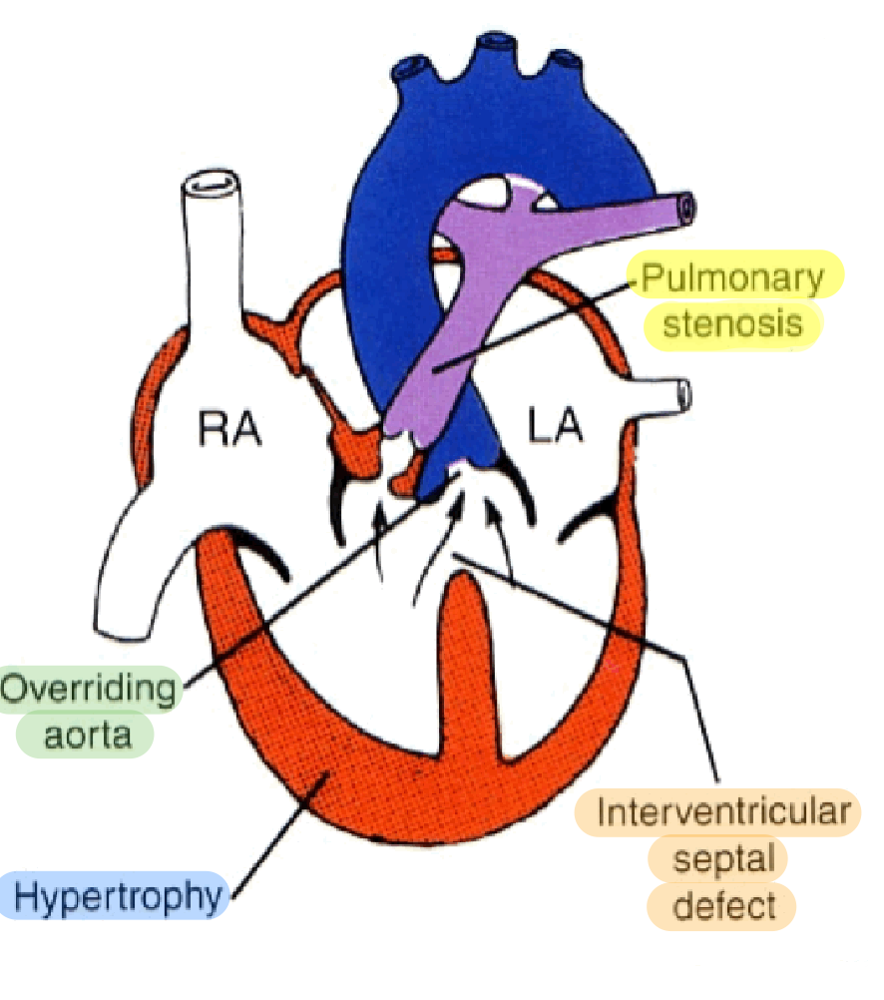 Pulmonary
stenosis
RA
LA
Overriding
aorta
Interventricular
septal
defect
Hypertrophy